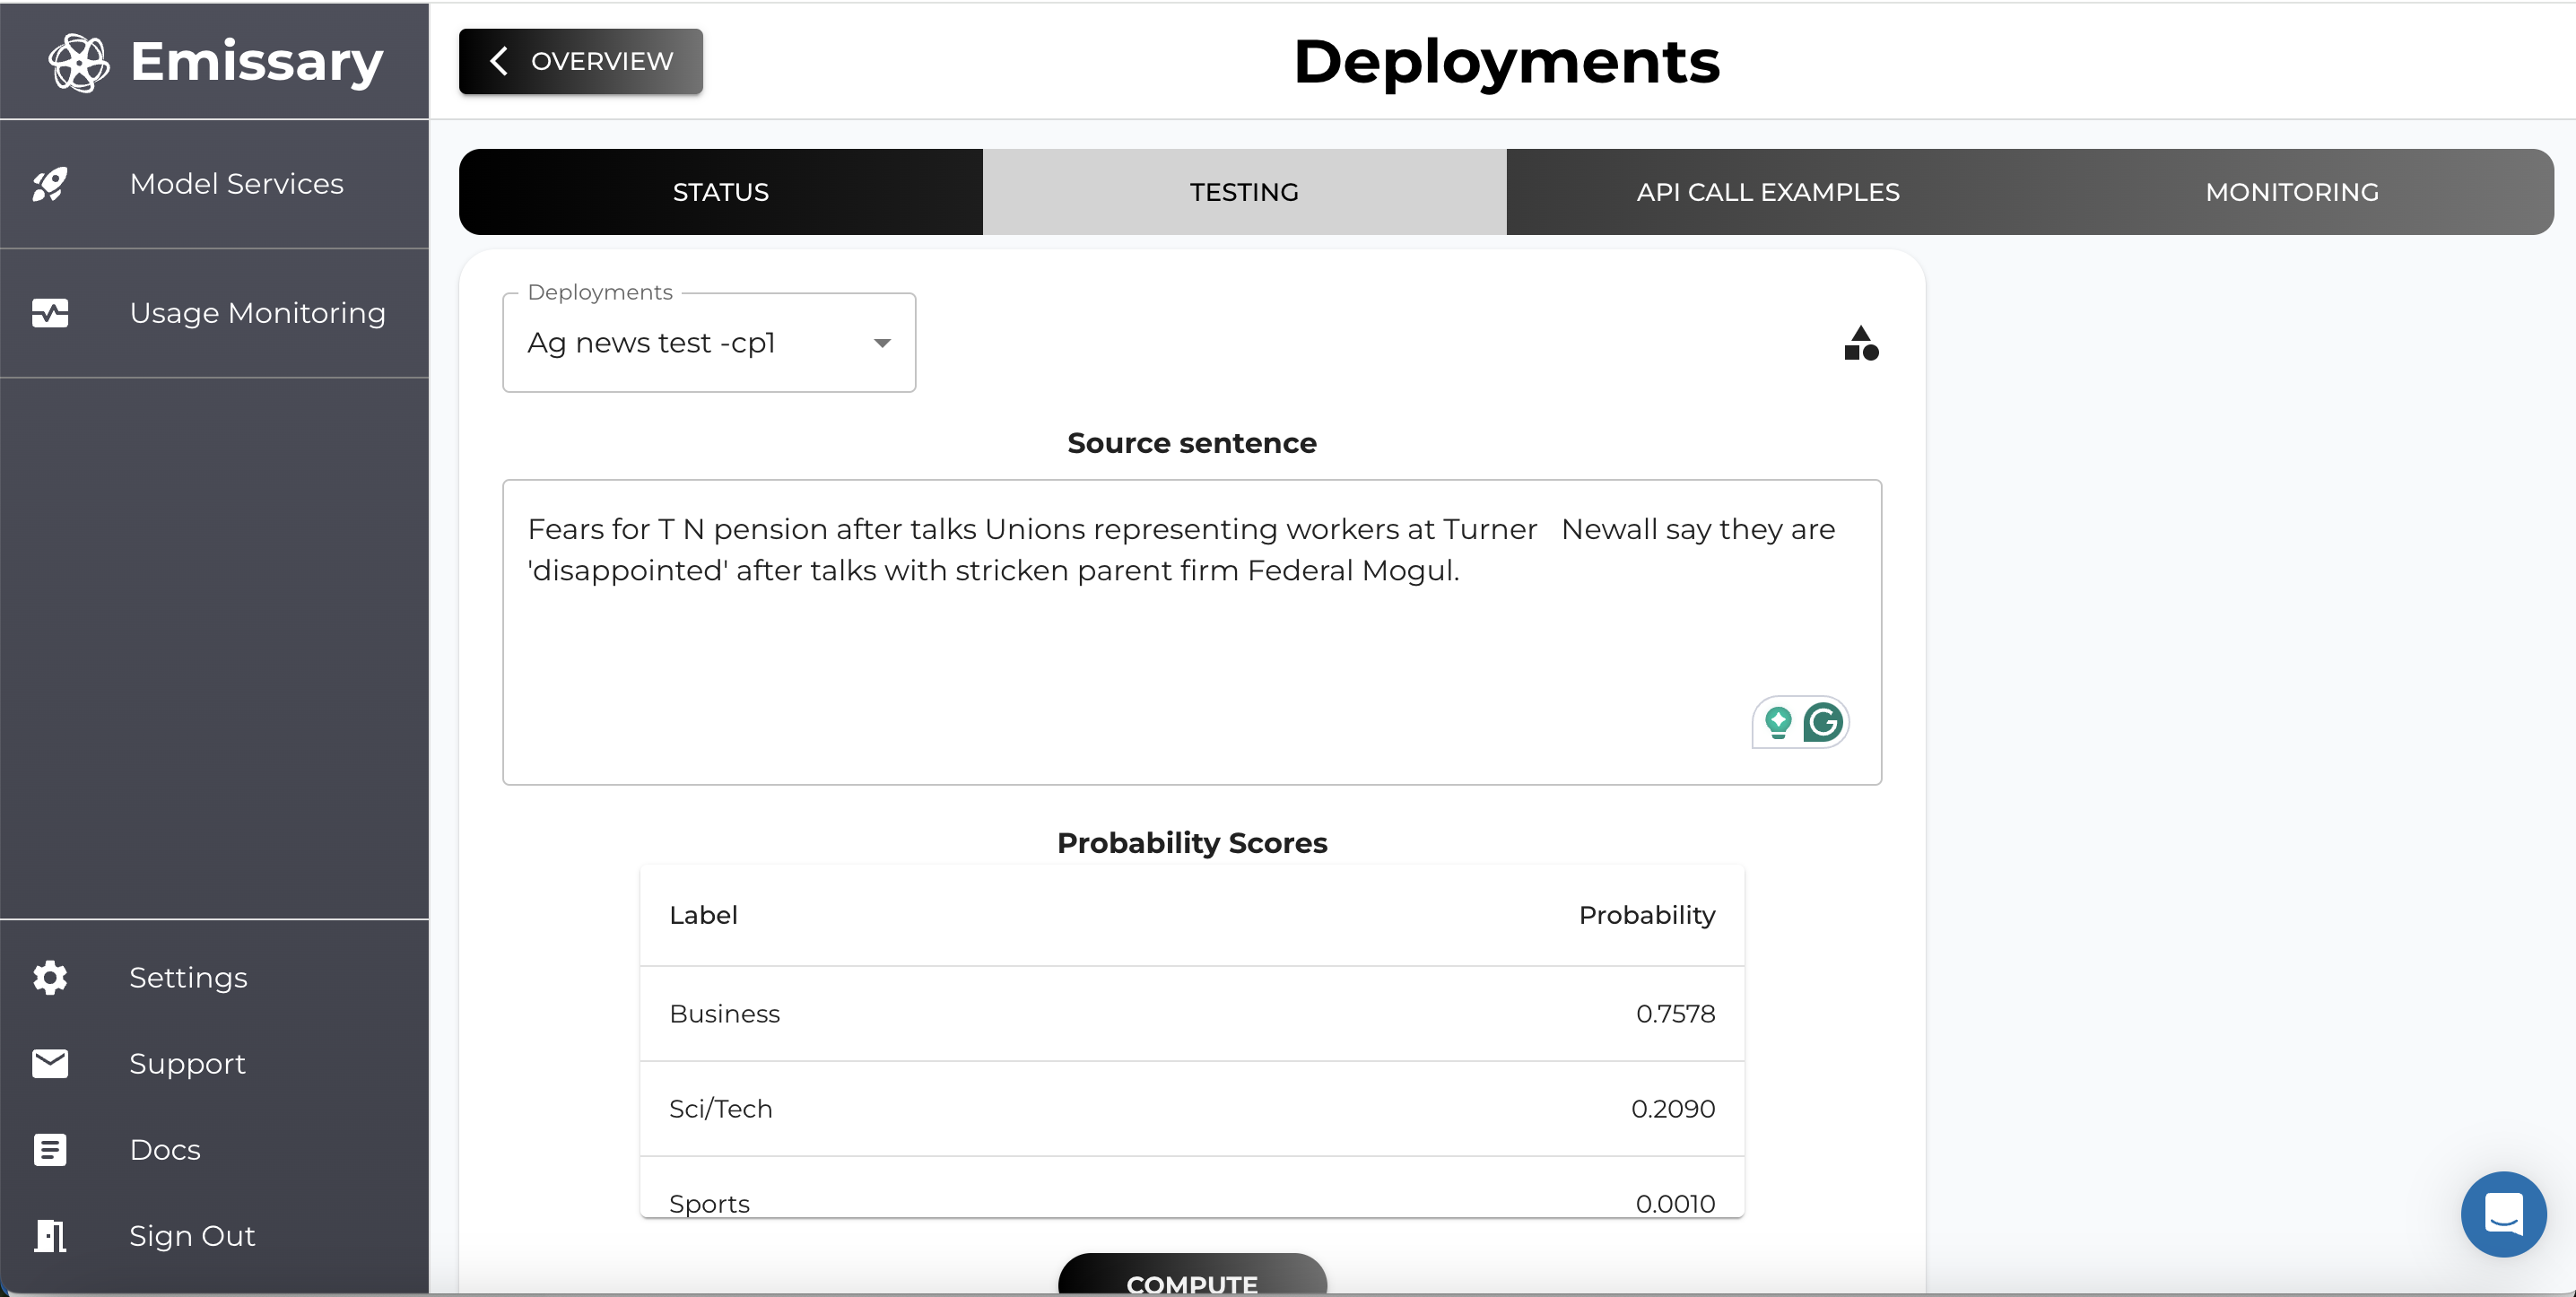 Emissary
OVERVIEW
Deployments
Model Services
Usage Monitoring
STATUS
TESTING
API CALL EXAMPLES
MONITORING
Deployments
Ag news test -cp1
Source sentence
Fears for T N pension after talks Unions representing workers at Turner   Newall say they are
'disappointed' after talks with stricken parent firm Federal Mogul.
Probability Scores
Label Probability
Business 0.7578
Sci/Tech 0.2090
Sports 0.0010
COMPUTE
Settings
Support
Docs
Sign Out